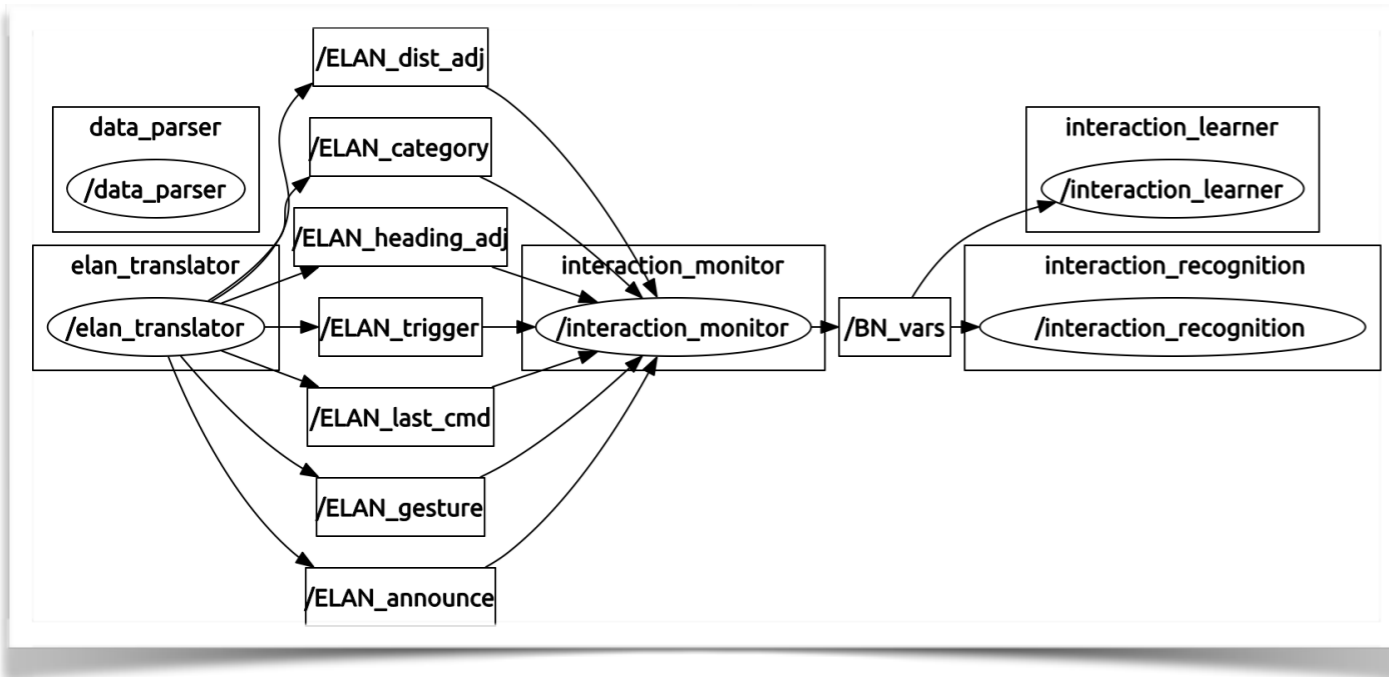 /ELAN_dist_adj
data_parser
/data_parser
/ELAN_category
interaction_learner
/interaction_learner
/ELAN_heading_adj
elan_translator
/elan_translator
/ELAN_trigger
interaction_monitor
/interaction_monitor
/BN_vars
interaction_recognition
/interaction_recognition
/ELAN_last_cmd
/ELAN_gesture
/ELAN_announce